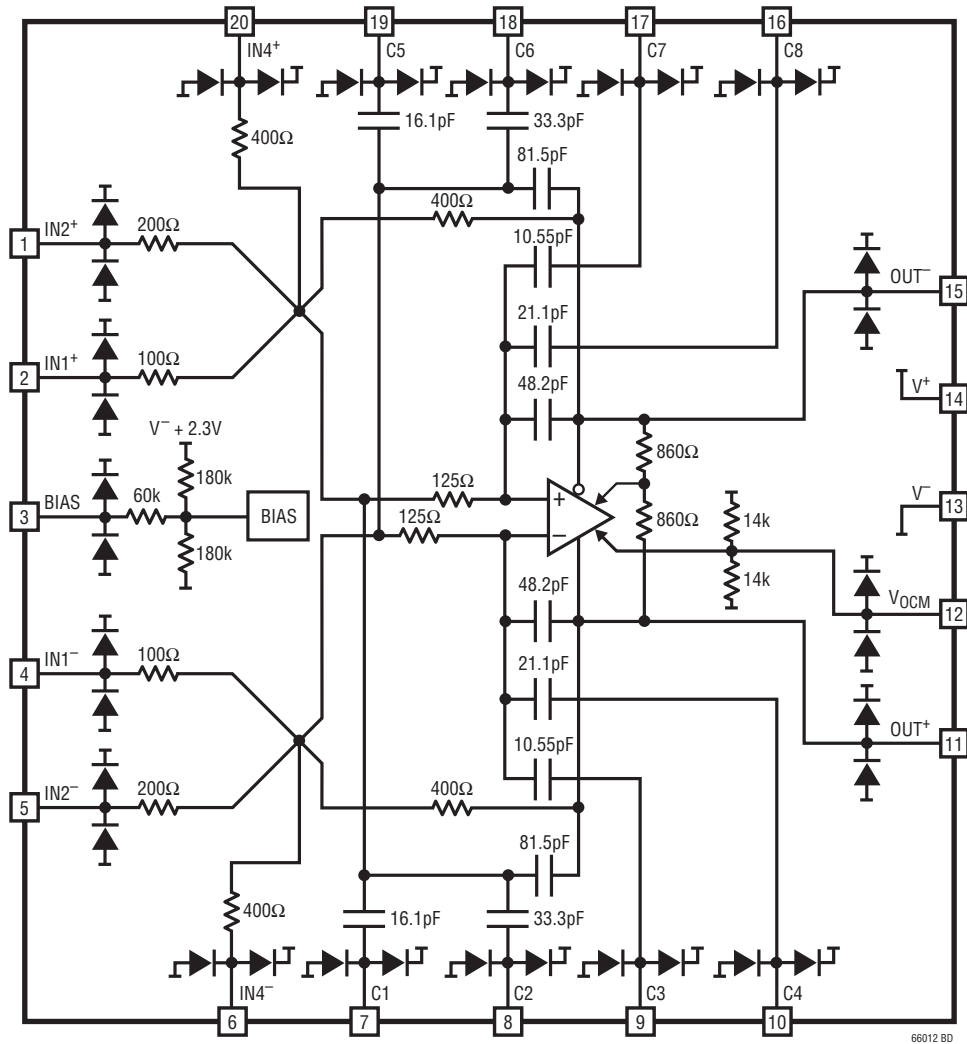 20
19
18
17
16
IN4+
C5
C6
C7
C8
400Ω
16.1pF
33.3pF
81.5pF
400Ω
1
IN2+
200Ω
10.55pF
OUT−
15
21.1pF
2
IN1+
100Ω
48.2pF
V+
14
V− + 2.3V
860Ω
180k
3
BIAS
60k
BIAS
125Ω
+
125Ω
−
860Ω
14k
V−
13
180k
14k
48.2pF
VOCM
12
4
IN1−
100Ω
21.1pF
10.55pF
OUT+
11
5
IN2−
200Ω
400Ω
81.5pF
400Ω
16.1pF
33.3pF
IN4−
C1
C2
C3
C4
6
7
8
9
10
66012 BD